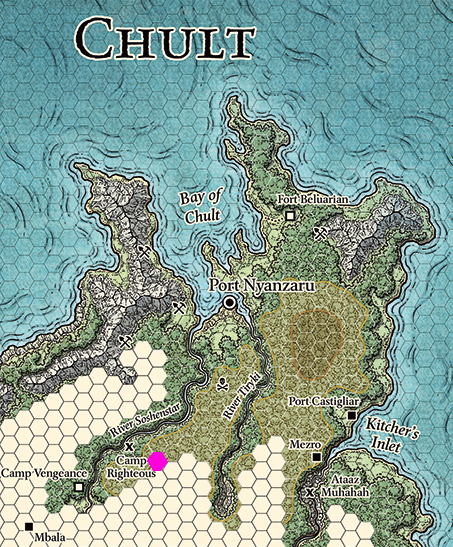 CHULT
Bay of
Chult
Fort Beluarian
Port Nyanzaru
River Soshenstar
River Tiryki
Port Castigliar
Kitcher's
Inlet
Mezro
Camp
Righteous
Camp Vengeance
Ataaz
Muhahah
Mbala